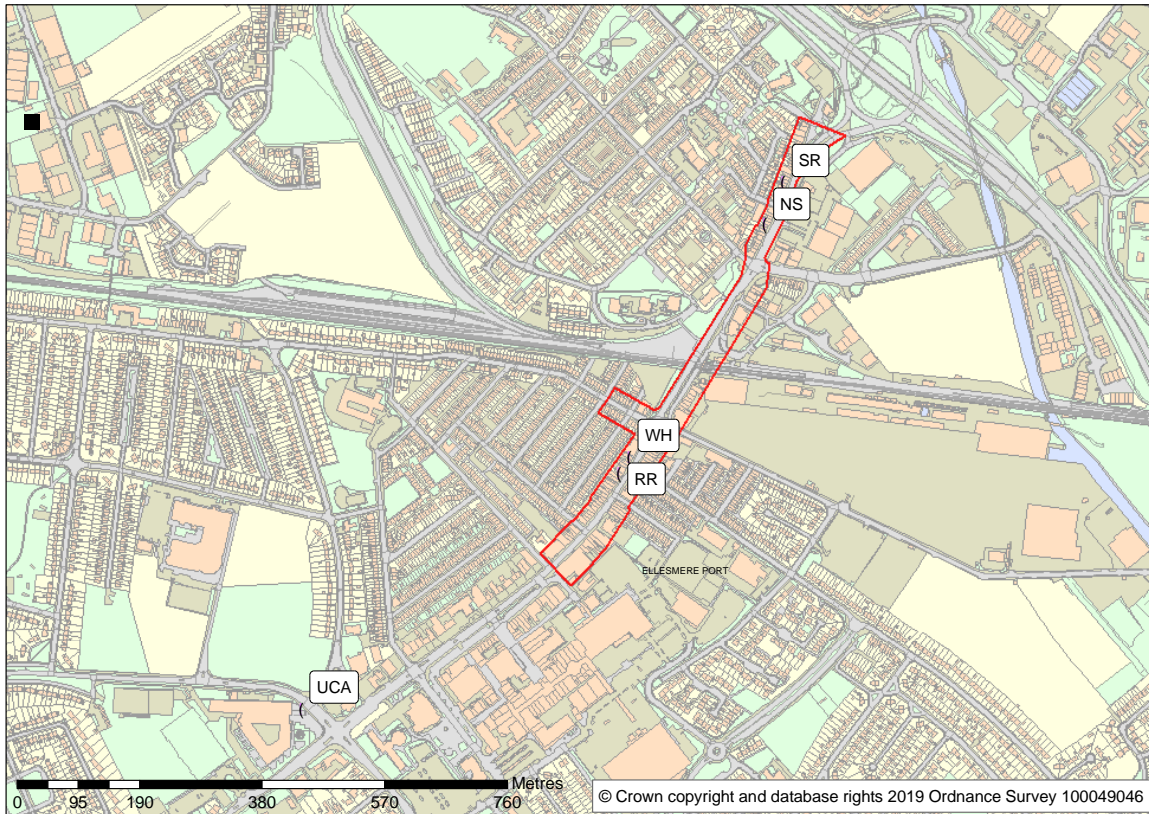 SR
NS
WH
RR
ELLESMERE PORT
UCA
Metres
0 95 190 380 570 760
© Crown copyright and database rights 2019 Ordnance Survey 100049046